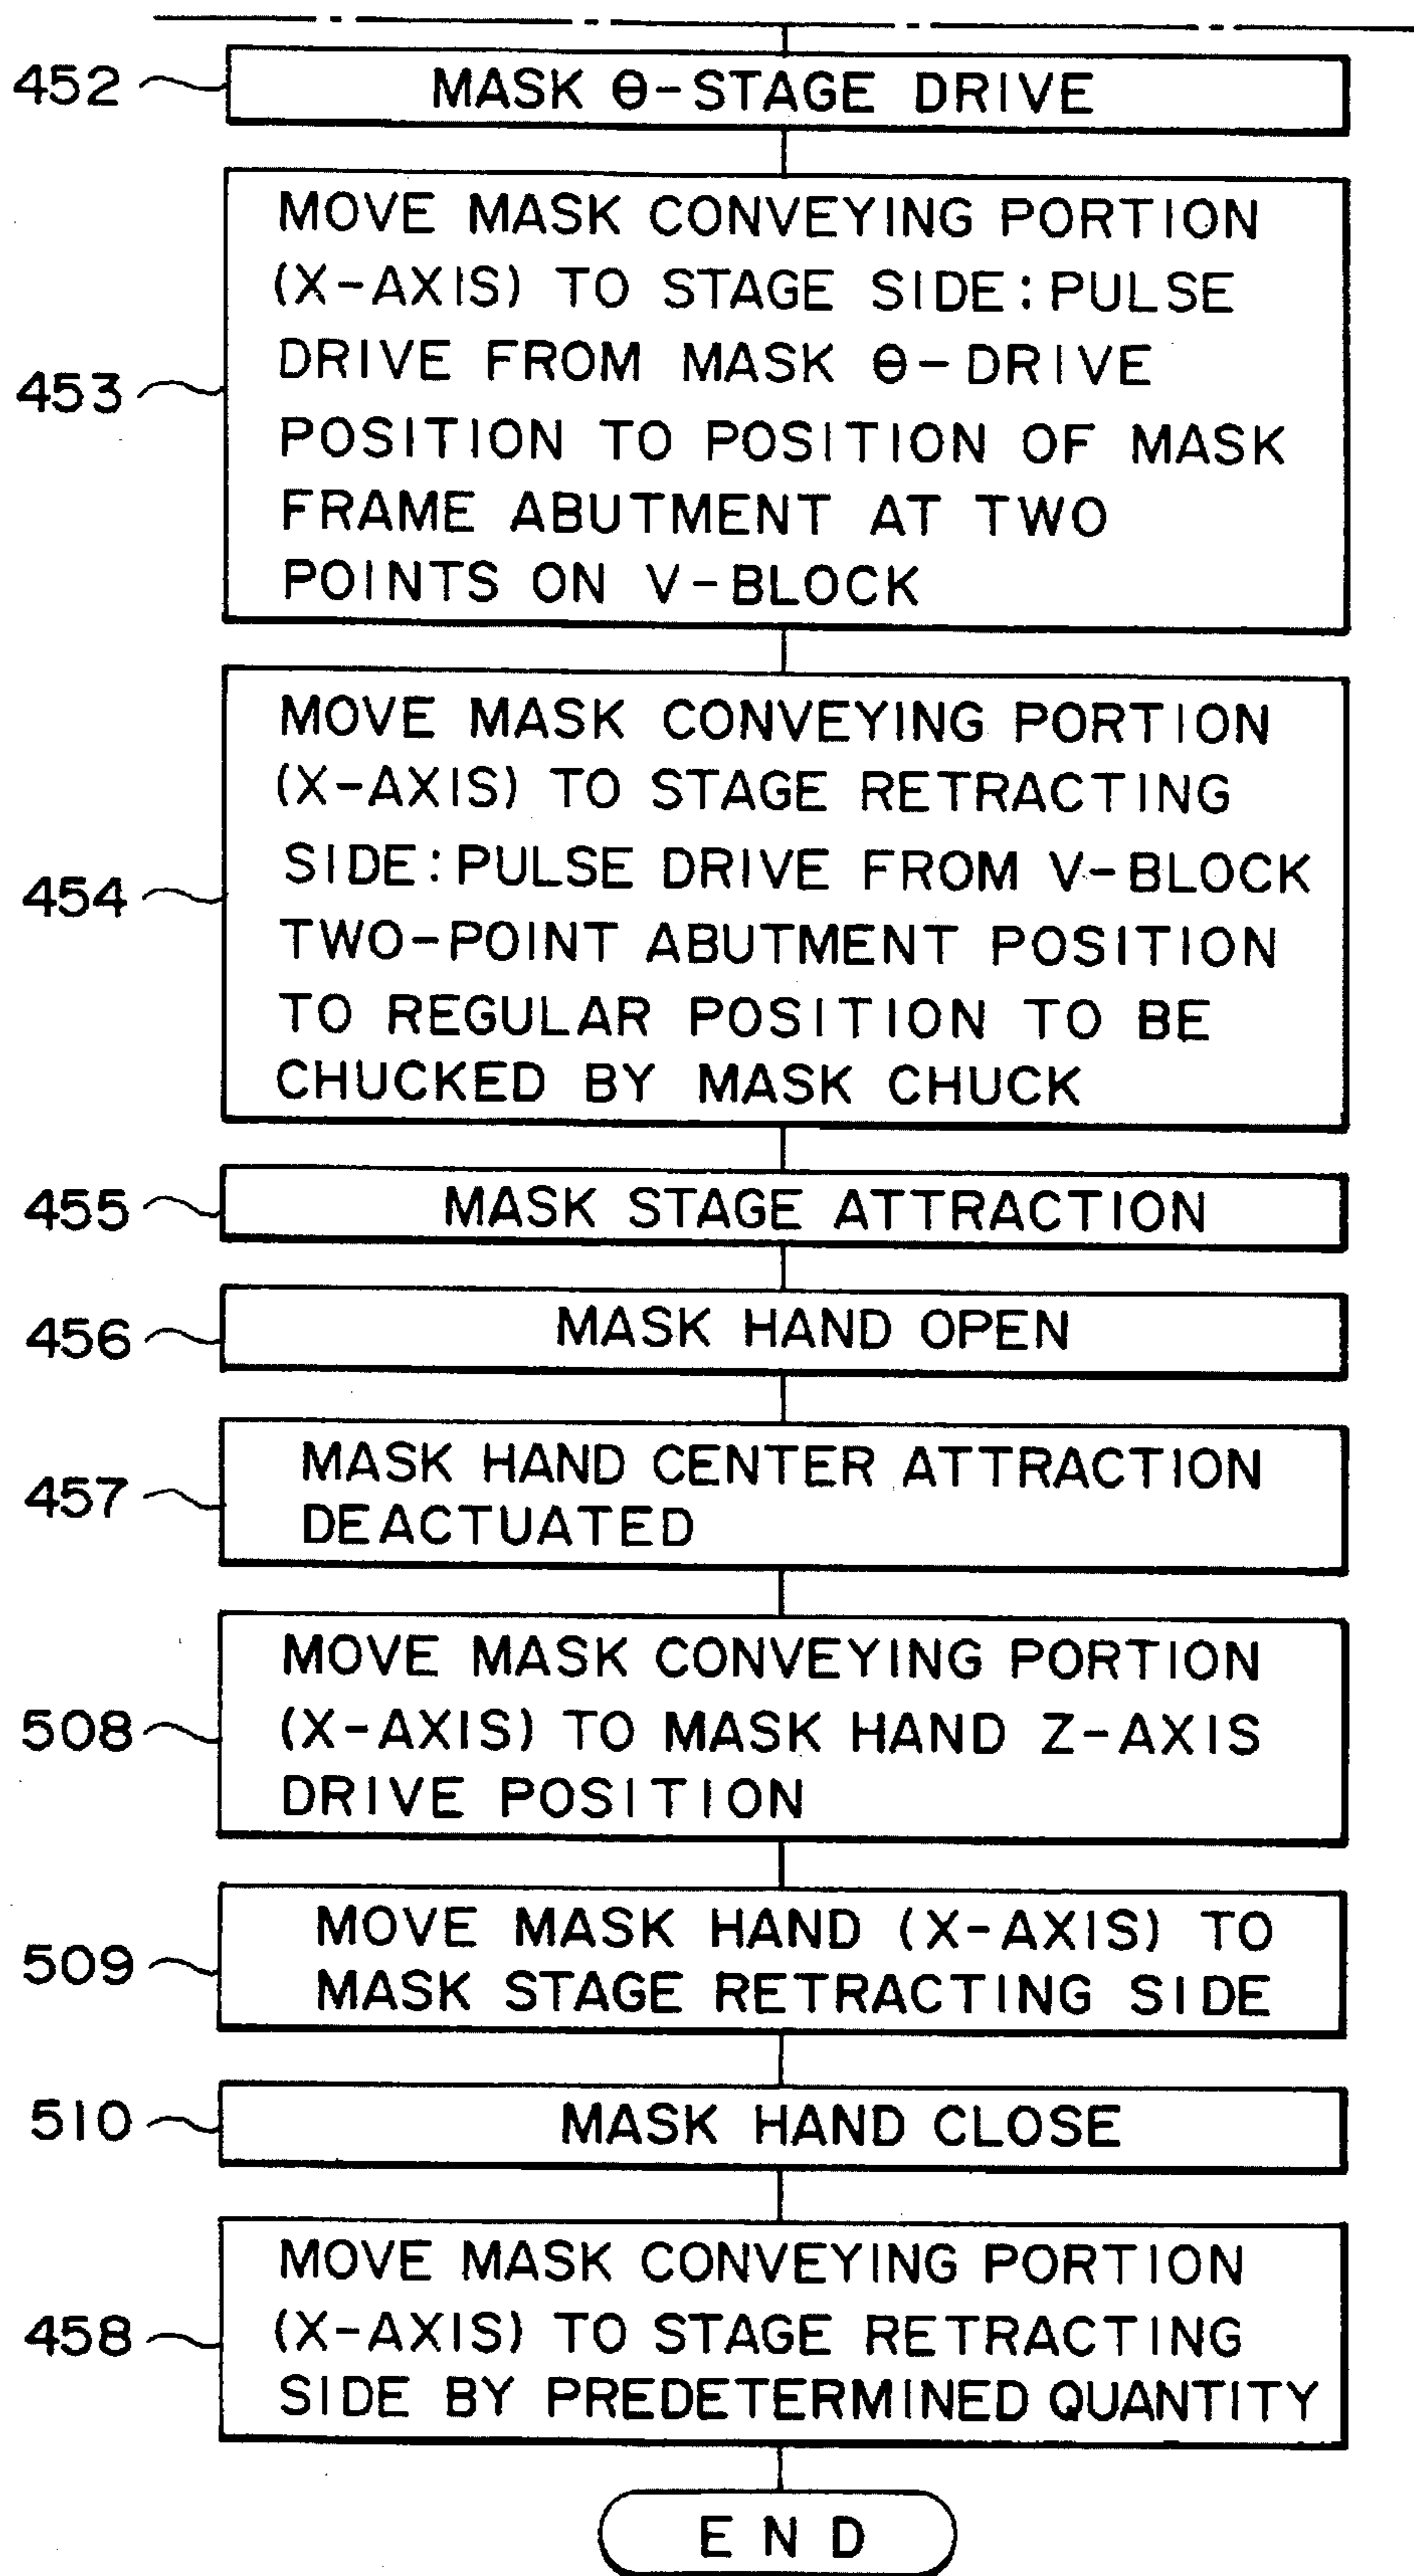 452
MASK Θ-STAGE DRIVE
453
MOVE MASK CONVEYING PORTION
(X-AXIS) TO STAGE SIDE: PULSE
DRIVE FROM MASK Θ-DRIVE
POSITION TO POSITION OF MASK
FRAME ABUTMENT AT TWO
POINTS ON V-BLOCK
454
MOVE MASK CONVEYING PORTION
(X-AXIS) TO STAGE RETRACTING
SIDE: PULSE DRIVE FROM V-BLOCK
TWO-POINT ABUTMENT POSITION
TO REGULAR POSITION TO BE
CHUCKED BY MASK CHUCK
455
MASK STAGE ATTRACTION
456
MASK HAND OPEN
457
MASK HAND CENTER ATTRACTION
DEACTUATED
508
MOVE MASK CONVEYING PORTION
(X-AXIS) TO MASK HAND Z-AXIS
DRIVE POSITION
509
MOVE MASK HAND (X-AXIS) TO
MASK STAGE RETRACTING SIDE
510
MASK HAND CLOSE
458
MOVE MASK CONVEYING PORTION
(X-AXIS) TO STAGE RETRACTING
SIDE BY PREDETERMINED QUANTITY
END